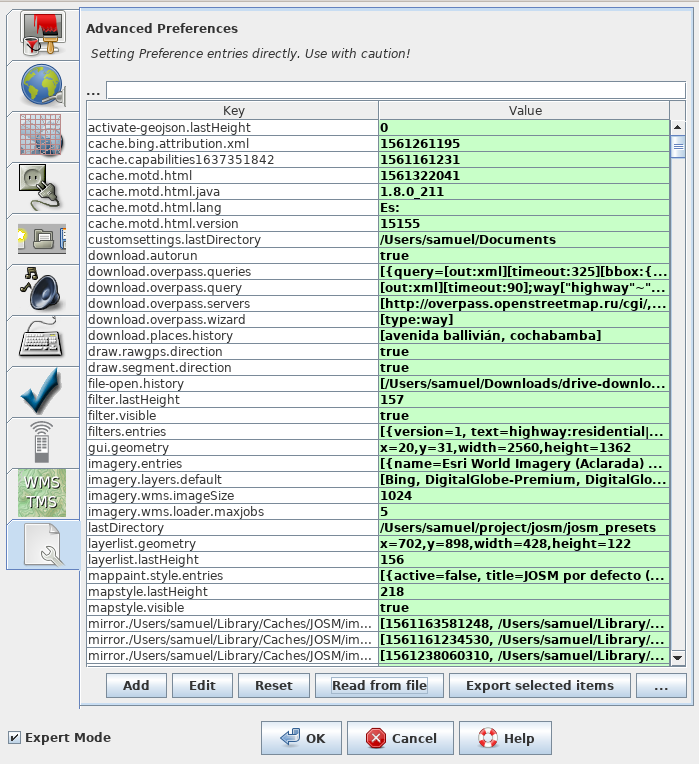 Advanced Preferences
Setting Preference entries directly. Use with caution!
...
Key Value
activate-geojson.lastHeight 0
cache.bing.attribution.xml 1561261195
cache.capabilities1637351842 1561161231
cache.motd.html 1561322041
cache.motd.html.java 1.8.0_211
cache.motd.html.lang Es:
cache.motd.html.version 15155
customsettings.lastDirectory /Users/samuel/Documents
download.autorun true
download.overpass.queries [{query=[out:xml][timeout:325][bbox:{...
download.overpass.query [out:xml][timeout:90];way["highway"~"...
download.overpass.servers [http://overpass.openstreetmap.ru/cgi/,...
download.overpass.wizard [type:way]
download.places.history [avenida ballivián, cochabamba]
draw.rawgps.direction true
draw.segment.direction true
file-open.history [/Users/samuel/Downloads/drive-downlo...
filter.lastHeight 157
filter.visible true
filters.entries [{version=1, text=highway:residential|...
gui.geometry x=20,y=31,width=2560,height=1362
imagery.entries [{name=Esri World Imagery (Aclarada) ...
imagery.layers.default [Bing, DigitalGlobe-Premium, DigitalGlo...
imagery.wms.imageSize 1024
imagery.wms.loader.maxjobs 5
lastDirectory /Users/samuel/project/josm/josm_presets
layerlist.geometry x=702,y=898,width=428,height=122
layerlist.lastHeight 156
mappaint.style.entries [{active=false, title=JOSM por defecto (...
mapstyle.lastHeight 218
mapstyle.visible true
mirror./Users/samuel/Library/Caches/JOSM/im... [1561163581248, /Users/samuel/Library/...
mirror./Users/samuel/Library/Caches/JOSM/im... [1561161234530, /Users/samuel/Library/...
mirror./Users/samuel/Library/Caches/JOSM/im... [1561238060310, /Users/samuel/Library/...
WMS
TMS
Add Edit Reset Read from file Export selected items ...
Expert Mode OK Cancel Help